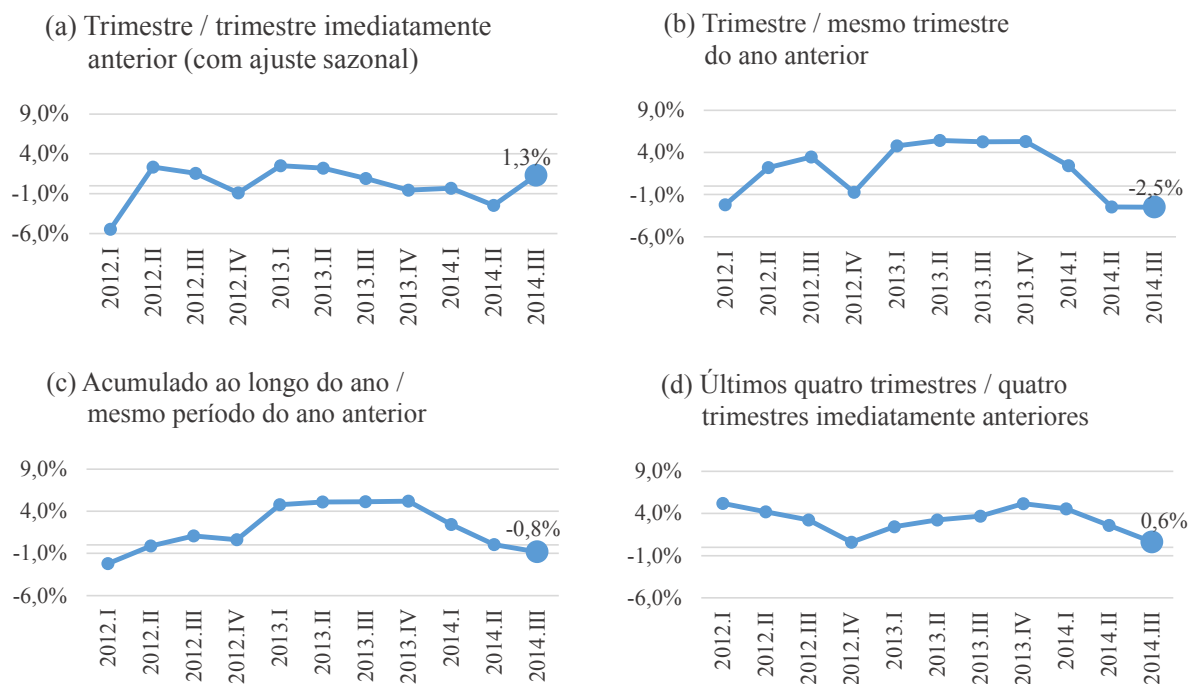 (a) Trimestre / trimestre imediatamente
anterior (com ajuste sazonal)
9,0%
4,0%
-1,0%
-6,0%
1,3%
2012.I
2012.II
2012.III
2012.IV
2013.I
2013.II
2013.III
2013.IV
2014.I
2014.II
2014.III
(b) Trimestre / mesmo trimestre
do ano anterior
9,0%
4,0%
-1,0%
-6,0%
-2,5%
2012.I
2012.II
2012.III
2012.IV
2013.I
2013.II
2013.III
2013.IV
2014.I
2014.II
2014.III
(c) Acumulado ao longo do ano /
mesmo período do ano anterior
9,0%
4,0%
-1,0%
-6,0%
-0,8%
2012.I
2012.II
2012.III
2012.IV
2013.I
2013.II
2013.III
2013.IV
2014.I
2014.II
2014.III
(d) Últimos quatro trimestres / quatro
trimestres imediatamente anteriores
9,0%
4,0%
-1,0%
-6,0%
0,6%
2012.I
2012.II
2012.III
2012.IV
2013.I
2013.II
2013.III
2013.IV
2014.I
2014.II
2014.III